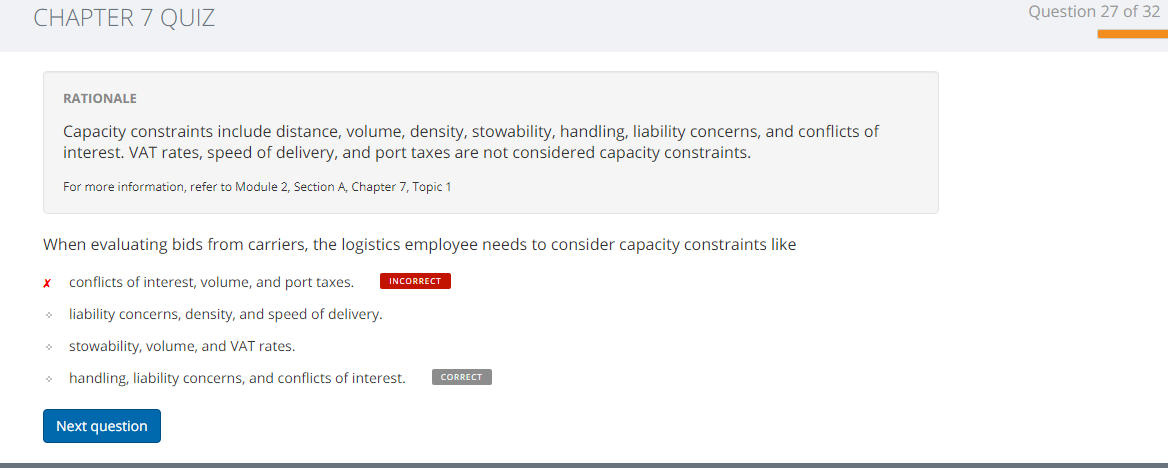 CHAPTER 7 QUIZ
Question 27 of 32
RATIONALE
Capacity constraints include distance, volume, density, stowability, handling, liability concerns, and conflicts of
interest. VAT rates, speed of delivery, and port taxes are not considered capacity constraints.
For more information, refer to Module 2, Section A, Chapter 7, Topic 1
When evaluating bids from carriers, the logistics employee needs to consider capacity constraints like
✗ conflicts of interest, volume, and port taxes. INCORRECT
liability concerns, density, and speed of delivery.
stowability, volume, and VAT rates.
handling, liability concerns, and conflicts of interest. CORRECT
Next question